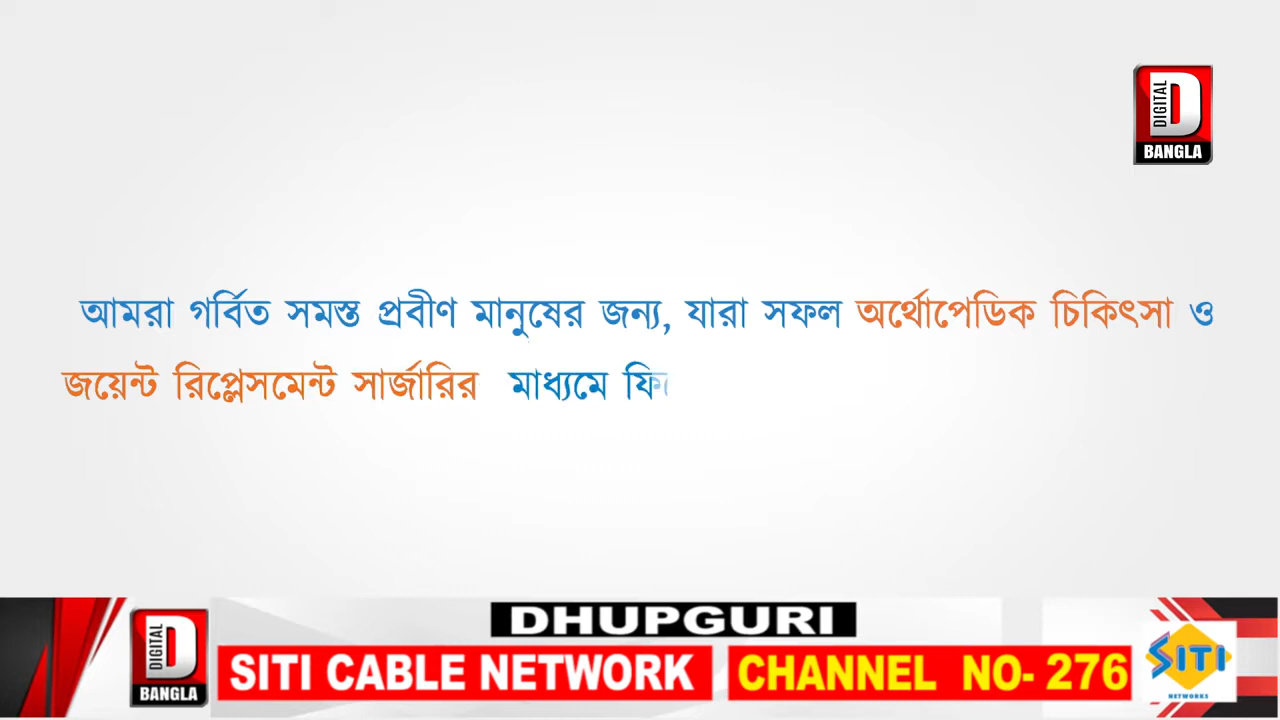 DIGITAL
D
BANGLA
আমরা গর্বিত সমস্ত প্রবীণ মানুষের জন্য, যারা সফল অর্থোপেডিক চিকিৎসা ও
জয়েন্ট রিপ্লেসমেন্ট সার্জারির মাধ্যমে
DHUPGURI
DIGITAL
D
BANGLA
SITI CABLE NETWORK
CHANNEL NO- 276
SITI
NETWORKS